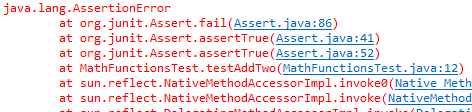 java.lang.AssertionError
at org.junit.Assert.fail(Assert.java:86)
at org.junit.Assert.assertTrue(Assert.java:41)
at org.junit.Assert.assertTrue(Assert.java:52)
at MathFunctionsTest.testAddTwo(MathFunctionsTest.java:12)
at sun.reflect.NativeMethodAccessorImpl.invoke0(Native Meth
at sun.reflect.NativeMethodAccessorImpl.invoke(NativeMethod